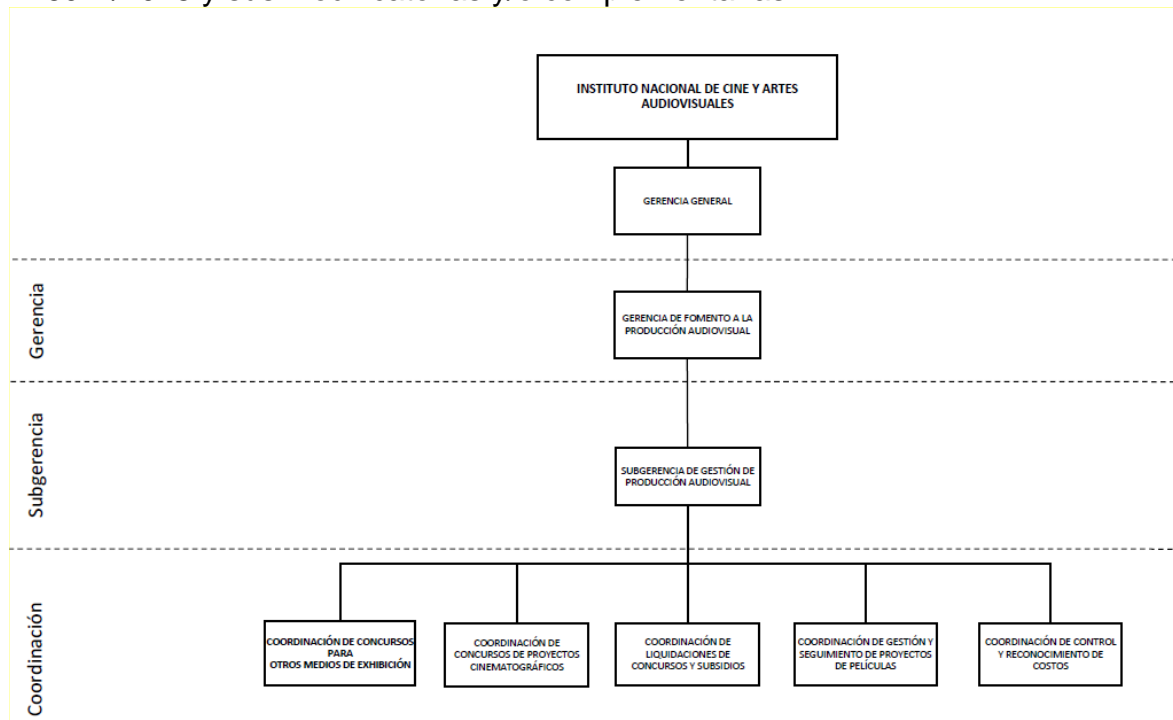 y sus
INSTITUTO NACIONAL DE CINE Y ARTES
AUDIOVISUALES
GERENCIA GENERAL
Gerencia
GERENCIA DE FOMENTO A LA
PRODUCCIÓN AUDIOVISUAL
Subgerencia
SUBGERENCIA DE GESTIÓN DE
PRODUCCIÓN AUDIOVISUAL
Coordinación
COORDINACIÓN DE CONCURSOS
PARA
OTROS MEDIOS DE EXHIBICIÓN
COORDINACIÓN DE
CONCURSOS DE PROYECTOS
CINEMATOGRÁFICOS
COORDINACIÓN DE
LIQUIDACIONES DE
CONCURSOS Y SUBSIDIOS
COORDINACIÓN DE GESTIÓN Y
SEGUIMIENTO DE PROYECTOS
DE PELÍCULAS
COORDINACIÓN DE CONTROL
Y RECONOCIMIENTO DE
COSTOS